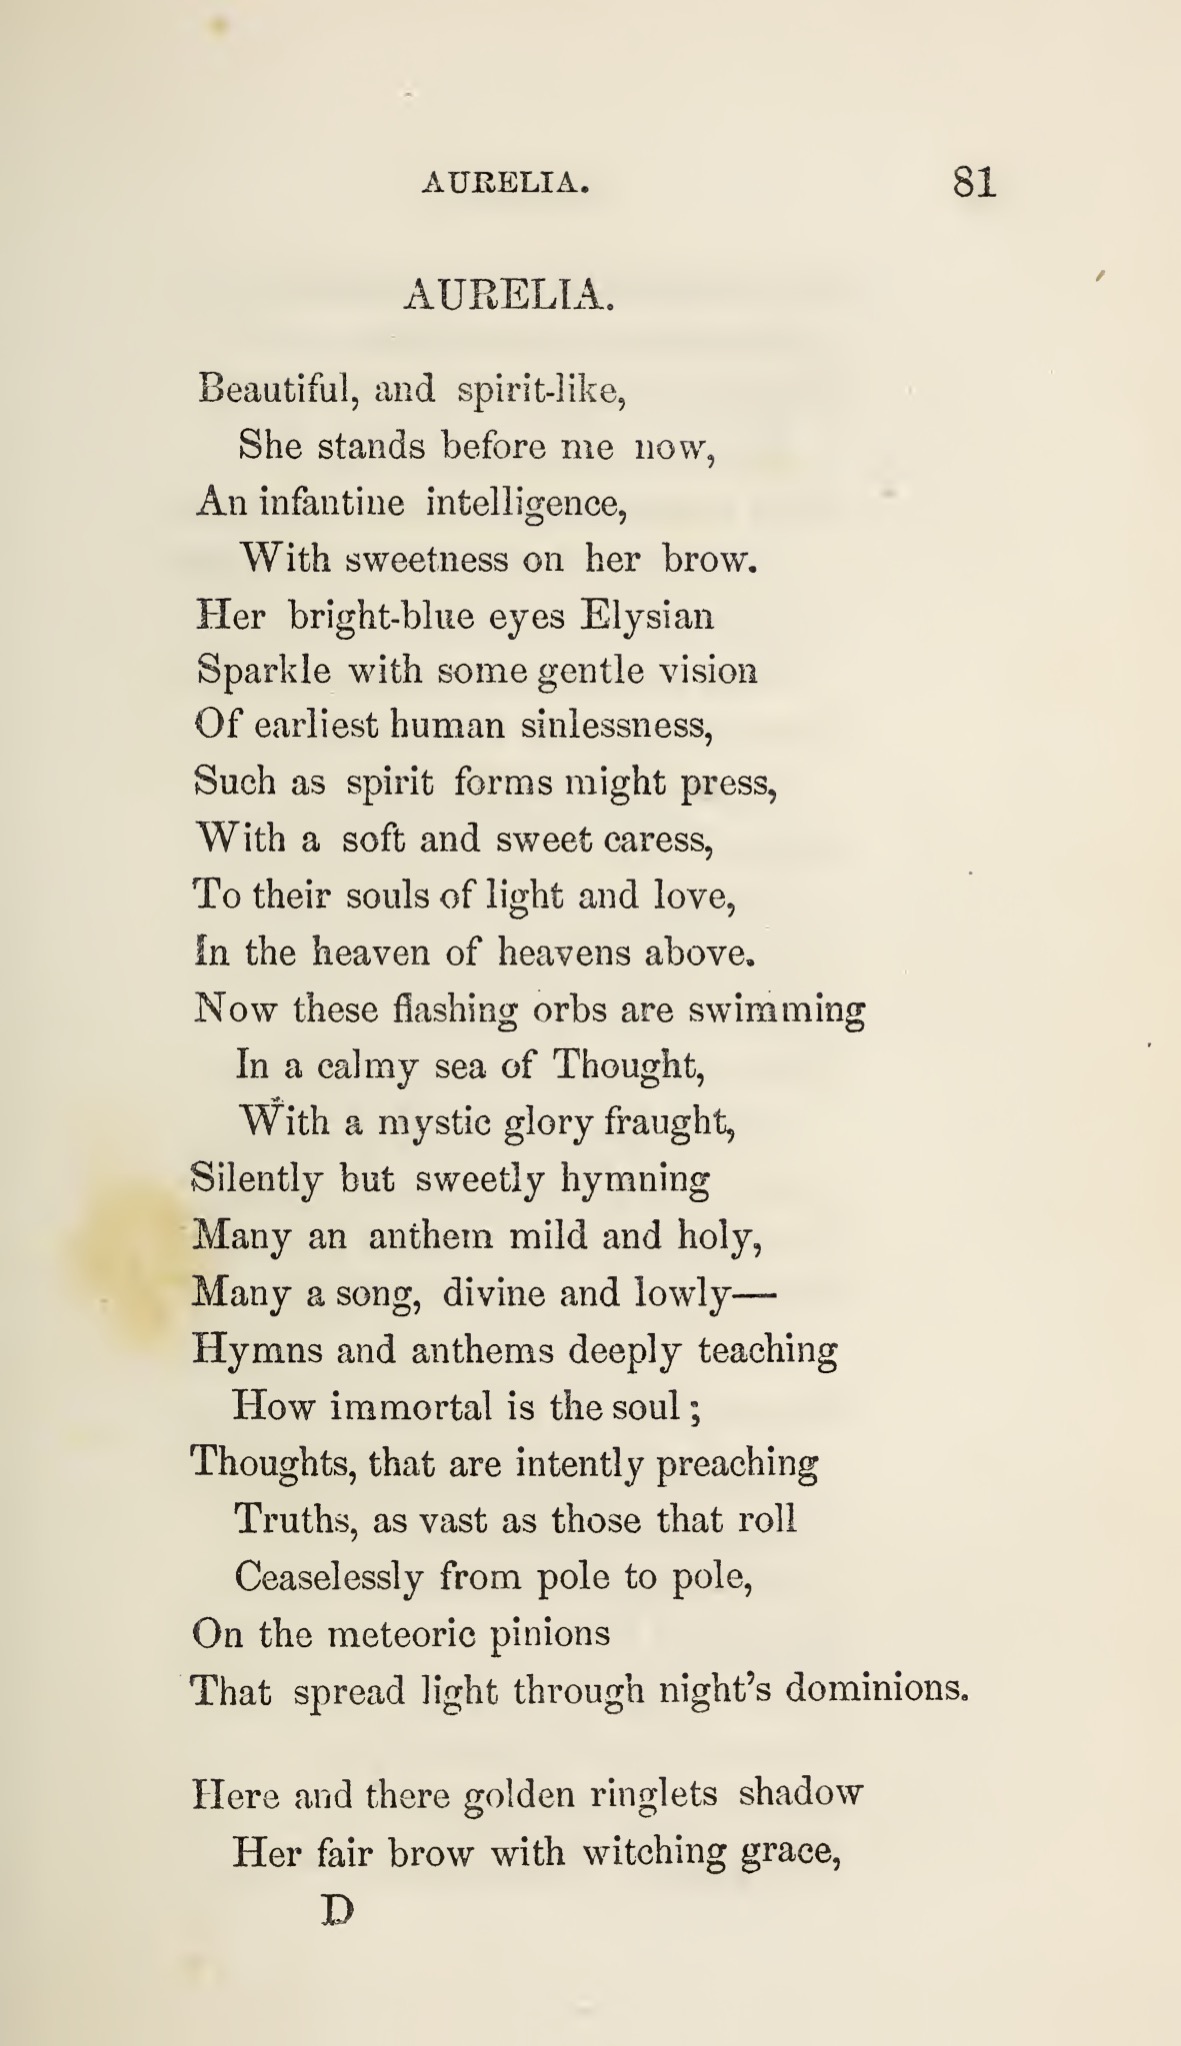 AURELIA. 81
AURELIA.
Beautiful, and spirit-like,
She stands before me now,
An infantine intelligence,
With sweetness on her brow.
Her bright-blue eyes Elysian
Sparkle with some gentle vision
Of earliest human sinlessness,
Such as spirit forms might press,
With a soft and sweet caress,
To their souls of light and love,
In the heaven of heavens above.
Now these flashing orbs are swimming
In a calmy sea of Thought,
With a mystic glory fraught,
Silently but sweetly hymning
Many an anthem mild and holy,
Many a song, divine and lowly—
Hymns and anthems deeply teaching
How immortal is the soul;
Thoughts, that are intently preaching
Truths, as vast as those that roll
Ceaselessly from pole to pole,
On the meteoric pinions
That spread light through night's dominions.
Here and there golden ringlets shadow
Her fair brow with witching grace,
D